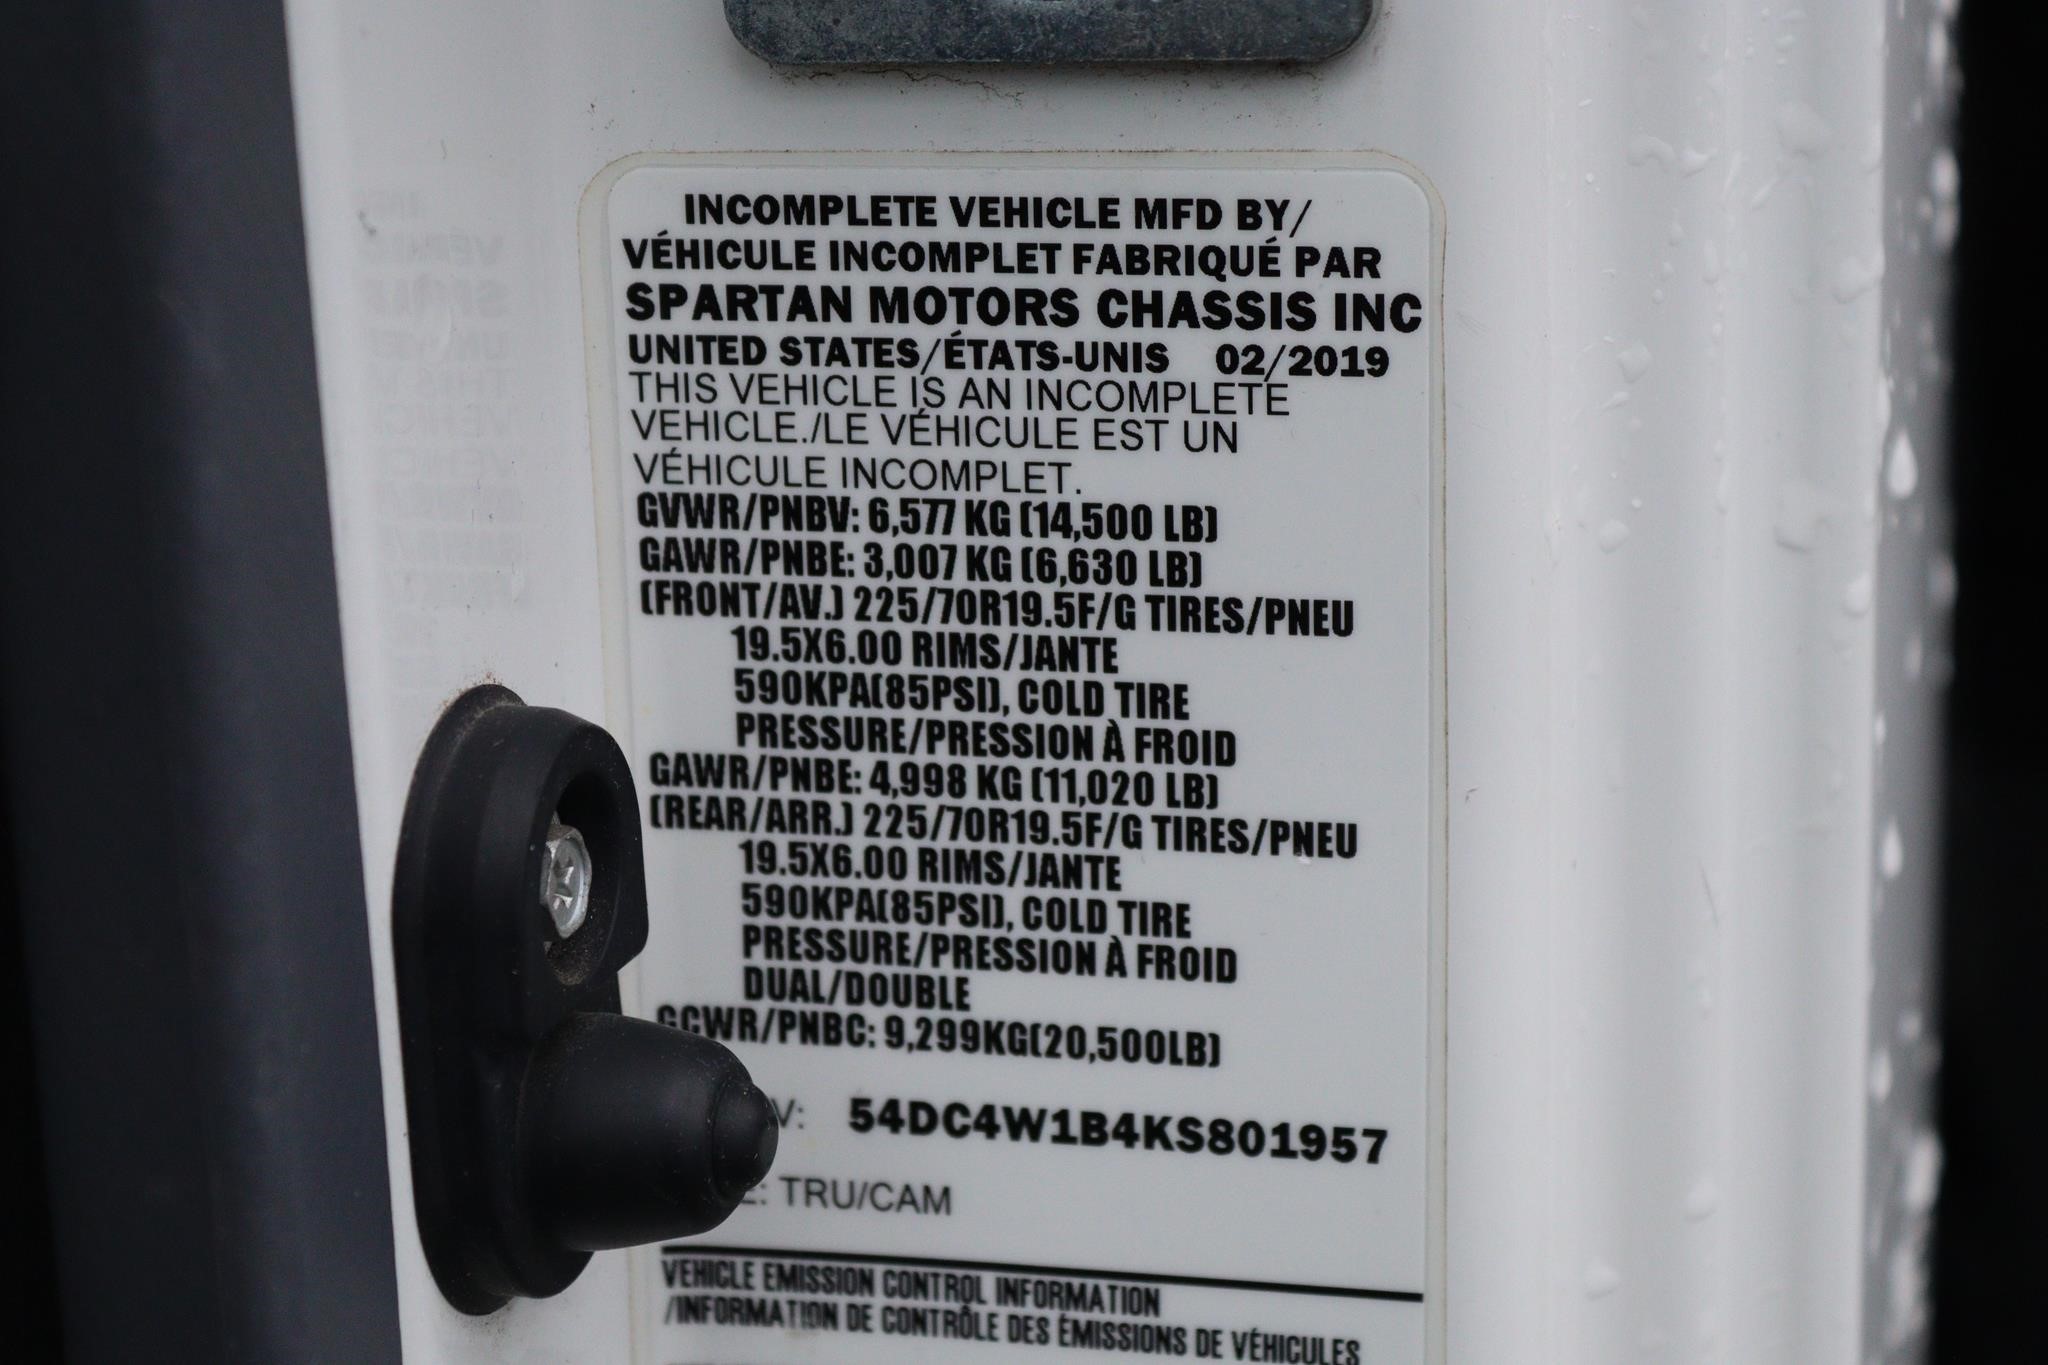 INCOMPLETE VEHICLE MFD BY/
VÉHICULE INCOMPLET FABRIQUÉ PAR
SPARTAN MOTORS CHASSIS INC
UNITED STATES/ÉTATS-UNIS 02/2019
THIS VEHICLE IS AN INCOMPLETE
VEHICLE./LE VÉHICULE EST UN
VÉHICULE INCOMPLET.
GVWR/PNBV: 6,577 KG (14,500 LB)
GAWR/PNBE: 3,007 KG (6,630 LB)
(FRONT/AV.) 225/70R19.5F/G TIRES/PNEU
19.5X6.00 RIMS/JANTE
590KPA(85PSI), COLD TIRE
PRESSURE/PRESSION À FROID
GAWR/PNBE: 4,998 KG (11,020 LB)
(REAR/ARR.) 225/70R19.5F/G TIRES/PNEU
19.5X6.00 RIMS/JANTE
590KPA(85PSI), COLD TIRE
PRESSURE/PRESSION À FROID
DUAL/DOUBLE
GCWR/PNBC: 9,299KG(20,500LB)
V: 54DC4W1B4KS801957
E: TRU/CAM
VEHICLE EMISSION CONTROL INFORMATION
/INFORMATION DE CONTRÔLE DES ÉMISSIONS DE VÉHICULES